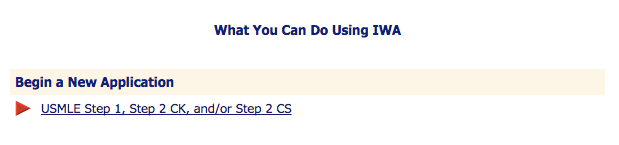 What You Can Do Using IWA
Begin a New Application
USMLE Step 1, Step 2 CK, and/or Step 2 CS